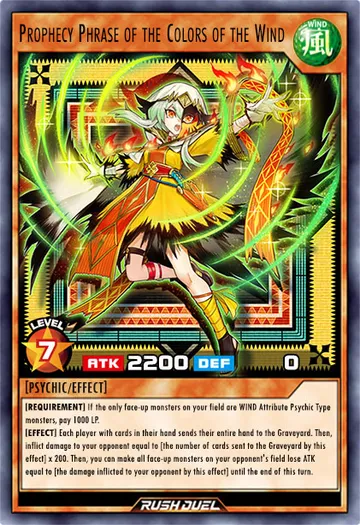 Prophecy Phrase of the Colors of the Wind
WIND
風
LEVEL
7
ATK 2200 DEF 0
[PSYCHIC/EFFECT]
[REQUIREMENT] If the only face-up monsters on your field are WIND Attribute Psychic Type
monsters, pay 1000 LP.
[EFFECT] Each player with cards in their hand sends their entire hand to the Graveyard. Then,
inflict damage to your opponent equal to [the number of cards sent to the Graveyard by this
effect] x 200. Then, you can make all face-up monsters on your opponent's field lose ATK
equal to [the damage inflicted to your opponent by this effect] until the end of this turn.
RUSH DUEL